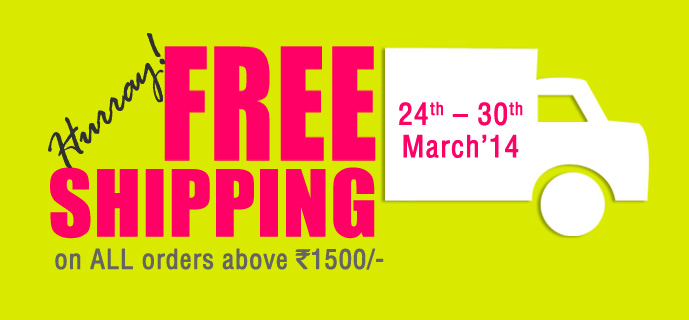 Hurray!
FREE
SHIPPING
on ALL orders above ₹1500/-
24th – 30th
March'14